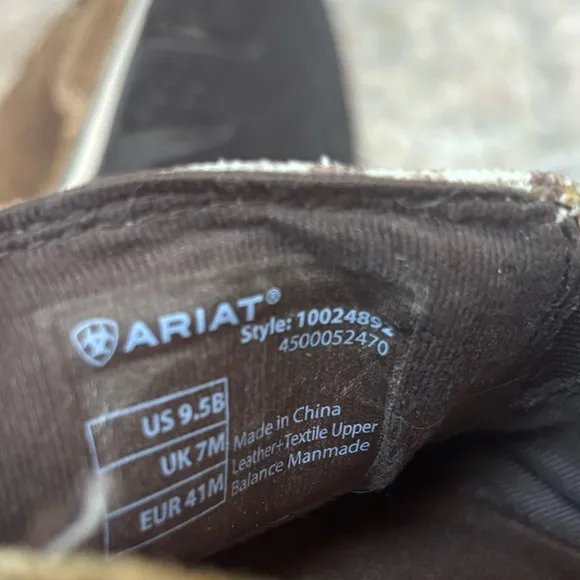 ARIAT®
Style: 10024892
4500052470
US 9.5B
UK 7M
EUR 41M
Made in China
Leather+Textile Upper
Balance Manmade